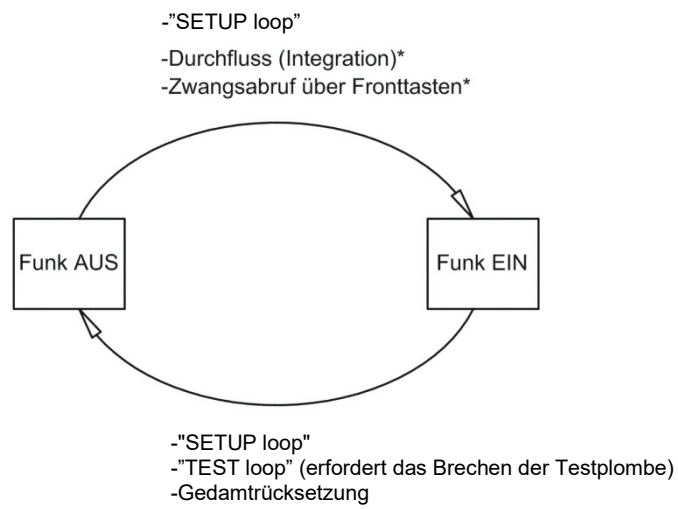 -”SETUP loop”
-Durchfluss (Integration)*
-Zwangsabruf über Fronttasten*
Funk AUS
Funk EIN
-"SETUP loop"
-”TEST loop” (erfordert das Brechen der Testplombe)
-Gedamtrücksetzung